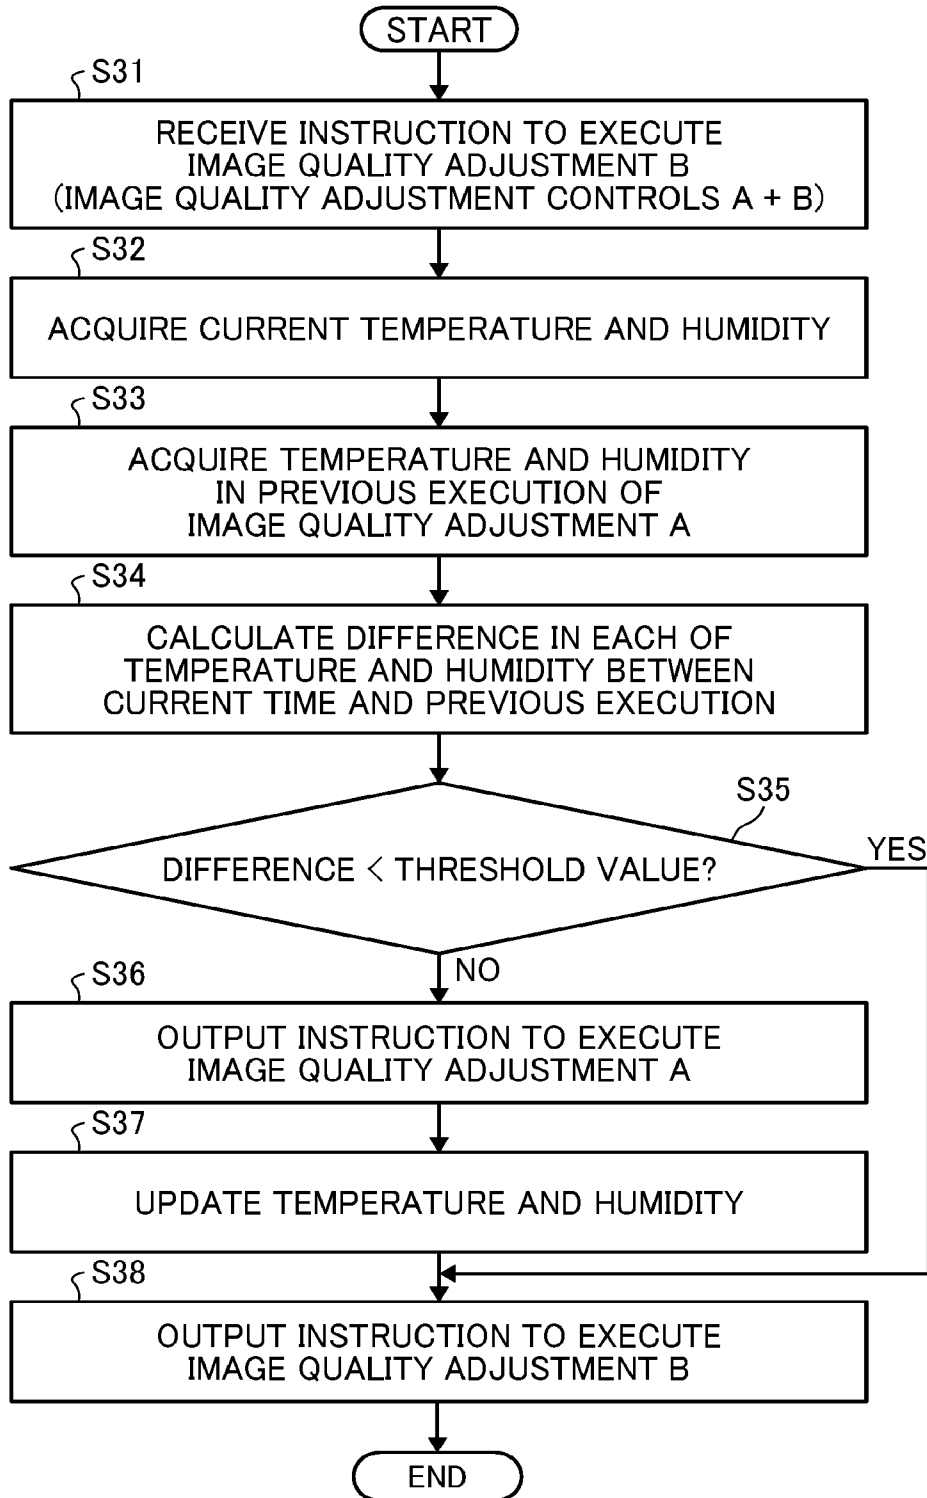 START
S31
RECEIVE INSTRUCTION TO EXECUTE
IMAGE QUALITY ADJUSTMENT B
(IMAGE QUALITY ADJUSTMENT CONTROLS A + B)
S32
ACQUIRE CURRENT TEMPERATURE AND HUMIDITY
S33
ACQUIRE TEMPERATURE AND HUMIDITY
IN PREVIOUS EXECUTION OF
IMAGE QUALITY ADJUSTMENT A
S34
CALCULATE DIFFERENCE IN EACH OF
TEMPERATURE AND HUMIDITY BETWEEN
CURRENT TIME AND PREVIOUS EXECUTION
S35
DIFFERENCE < THRESHOLD VALUE?
YES
NO
S36
OUTPUT INSTRUCTION TO EXECUTE
IMAGE QUALITY ADJUSTMENT A
S37
UPDATE TEMPERATURE AND HUMIDITY
S38
OUTPUT INSTRUCTION TO EXECUTE
IMAGE QUALITY ADJUSTMENT B
END